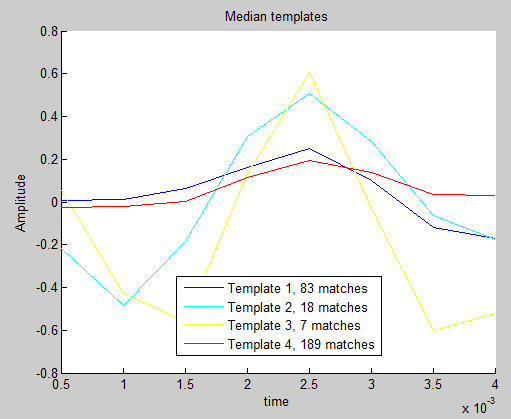 Median templates
0.8
0.6
0.4
0.2
0
-0.2
-0.4
-0.6
-0.8
Amplitude
Template 1, 83 matches
Template 2, 18 matches
Template 3, 7 matches
Template 4, 189 matches
0.5 1 1.5 2 2.5 3 3.5 4
time
x 10⁻³